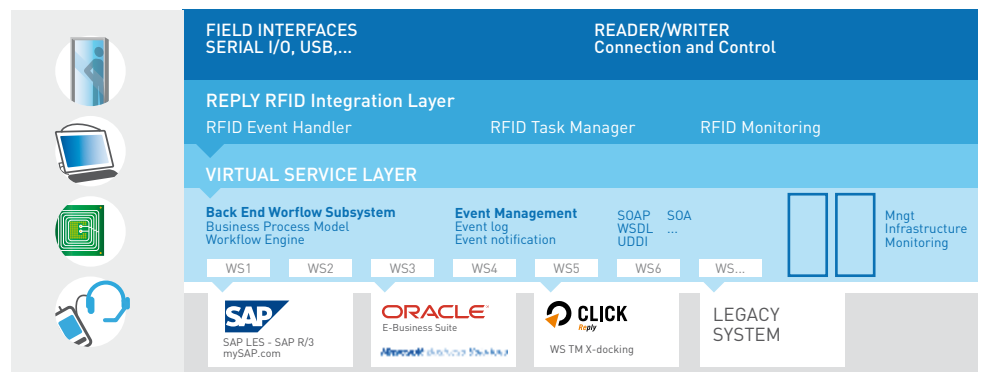 FIELD INTERFACES
SERIAL I/O, USB,...
READER/WRITER
Connection and Control
REPLY RFID Integration Layer
RFID Event Handler
RFID Task Manager
RFID Monitoring
VIRTUAL SERVICE LAYER
Back End Worflow Subsystem
Business Process Model
Workflow Engine
Event Management
Event log
Event notification
SOAP SOA
WSDL ...
UDDI
Mngt
Infrastructure
Monitoring
WS1 WS2 WS3 WS4 WS5 WS6 WS...
SAP
SAP LES - SAP R/3
mySAP.com
ORACLE
E-Business Suite
Microsoft
CLICK
Reply
WS TM X-docking
LEGACY
SYSTEM